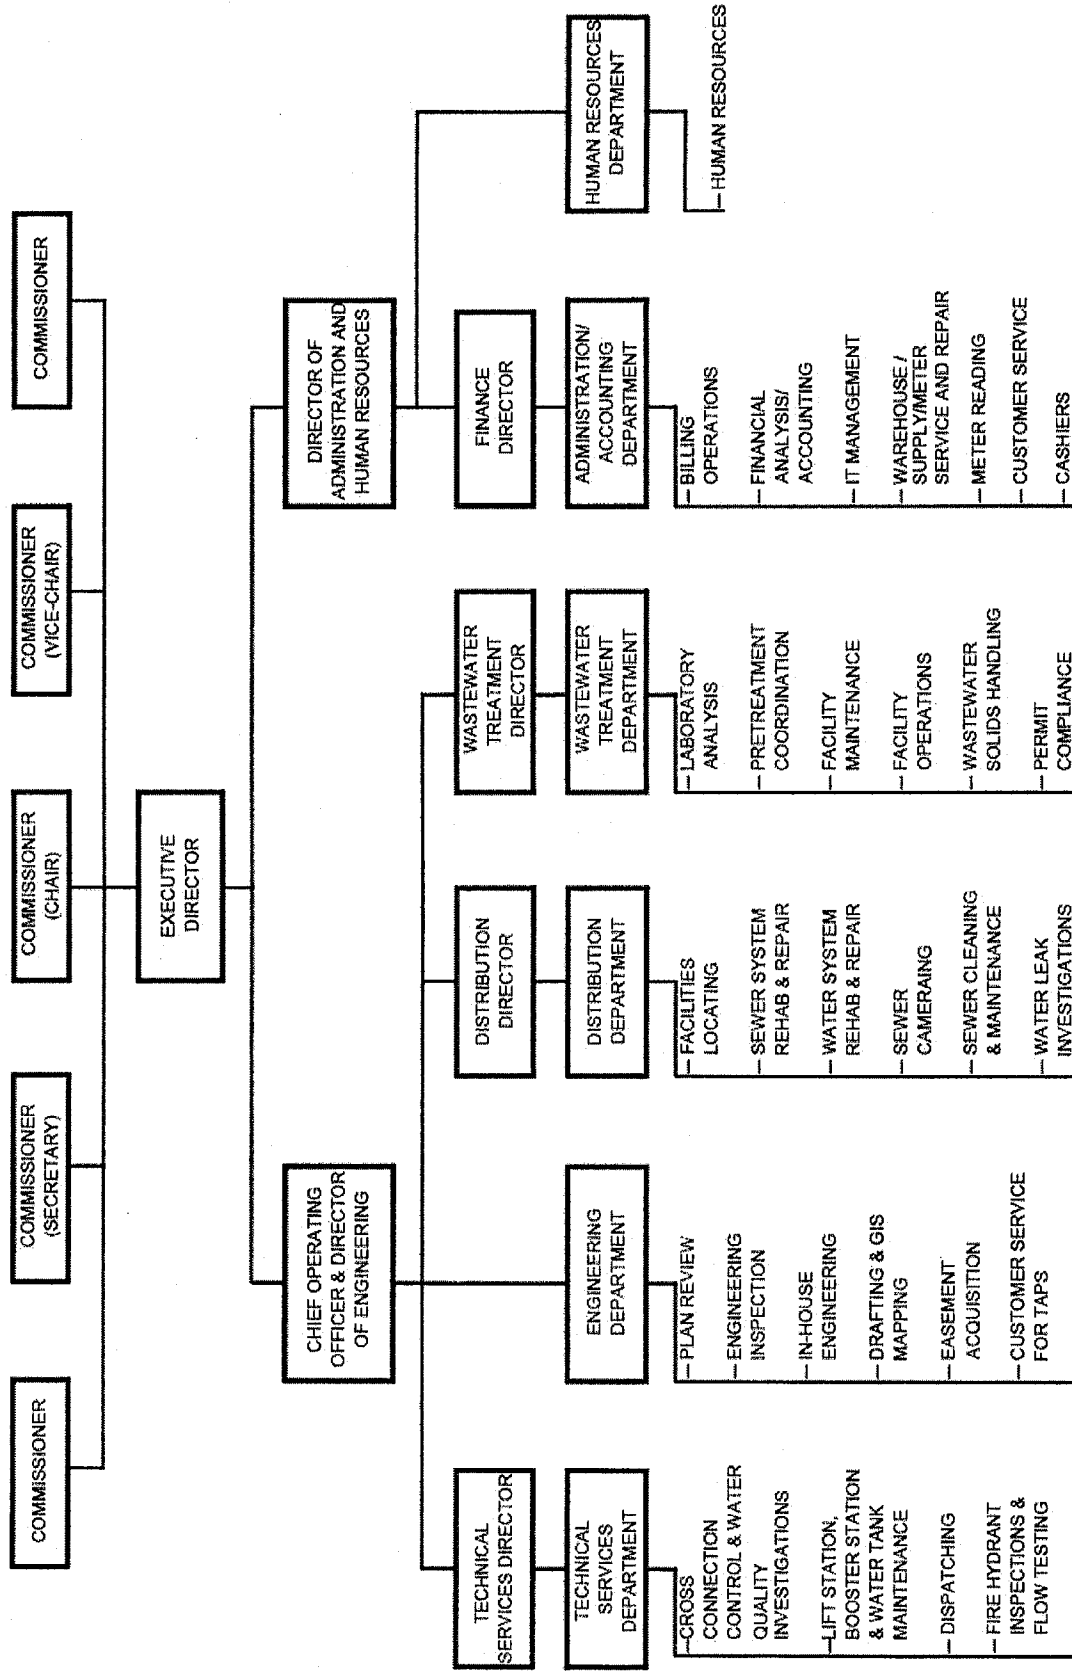 COMMISSIONER
COMMISSIONER
(SECRETARY)
COMMISSIONER
(CHAIR)
COMMISSIONER
(VICE-CHAIR)
COMMISSIONER
EXECUTIVE
DIRECTOR
CHIEF OPERATING
OFFICER & DIRECTOR
OF ENGINEERING
DIRECTOR OF
ADMINISTRATION AND
HUMAN RESOURCES
TECHNICAL
SERVICES DIRECTOR
DISTRIBUTION
DIRECTOR
WASTEWATER
TREATMENT
DIRECTOR
FINANCE
DIRECTOR
TECHNICAL
SERVICES
DEPARTMENT
ENGINEERING
DEPARTMENT
DISTRIBUTION
DEPARTMENT
WASTEWATER
TREATMENT
DEPARTMENT
ADMINISTRATION/
ACCOUNTING
DEPARTMENT
HUMAN RESOURCES
DEPARTMENT
CROSS
CONNECTION
CONTROL & WATER
QUALITY
INVESTIGATIONS
LIFT STATION,
BOOSTER STATION
& WATER TANK
MAINTENANCE
DISPATCHING
FIRE HYDRANT
INSPECTIONS &
FLOW TESTING
PLAN REVIEW
ENGINEERING
INSPECTION
IN-HOUSE
ENGINEERING
DRAFTING & GIS
MAPPING
EASEMENT
ACQUISITION
CUSTOMER SERVICE
FOR TAPS
FACILITIES
LOCATING
SEWER SYSTEM
REHAB & REPAIR
WATER SYSTEM
REHAB & REPAIR
SEWER
CAMERAING
SEWER CLEANING
& MAINTENANCE
WATER LEAK
INVESTIGATIONS
LABORATORY
ANALYSIS
PRETREATMENT
COORDINATION
FACILITY
MAINTENANCE
FACILITY
OPERATIONS
WASTEWATER
SOLIDS HANDLING
PERMIT
COMPLIANCE
BILLING
OPERATIONS
FINANCIAL
ANALYSIS/
ACCOUNTING
IT MANAGEMENT
WAREHOUSE /
SUPPLY/METER
SERVICE AND REPAIR
METER READING
CUSTOMER SERVICE
CASHIERS
HUMAN RESOURCES